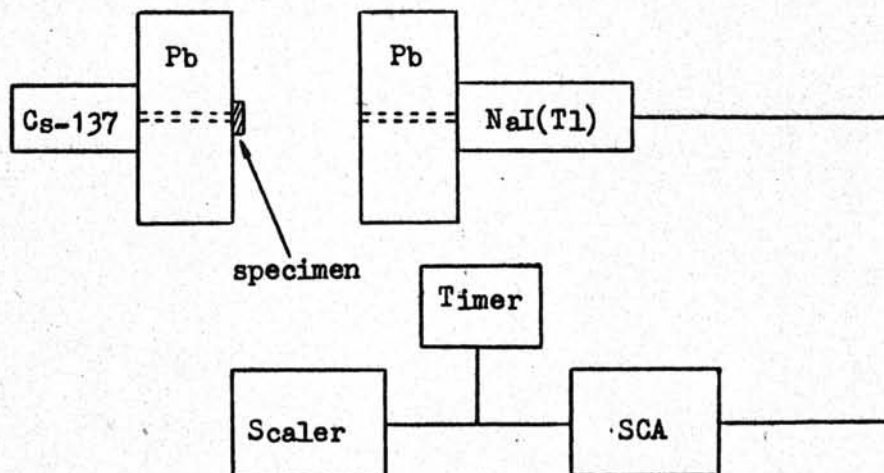 Pb
Pb
Cs-137
NaI(Tl)
specimen
Timer
Scaler
SCA